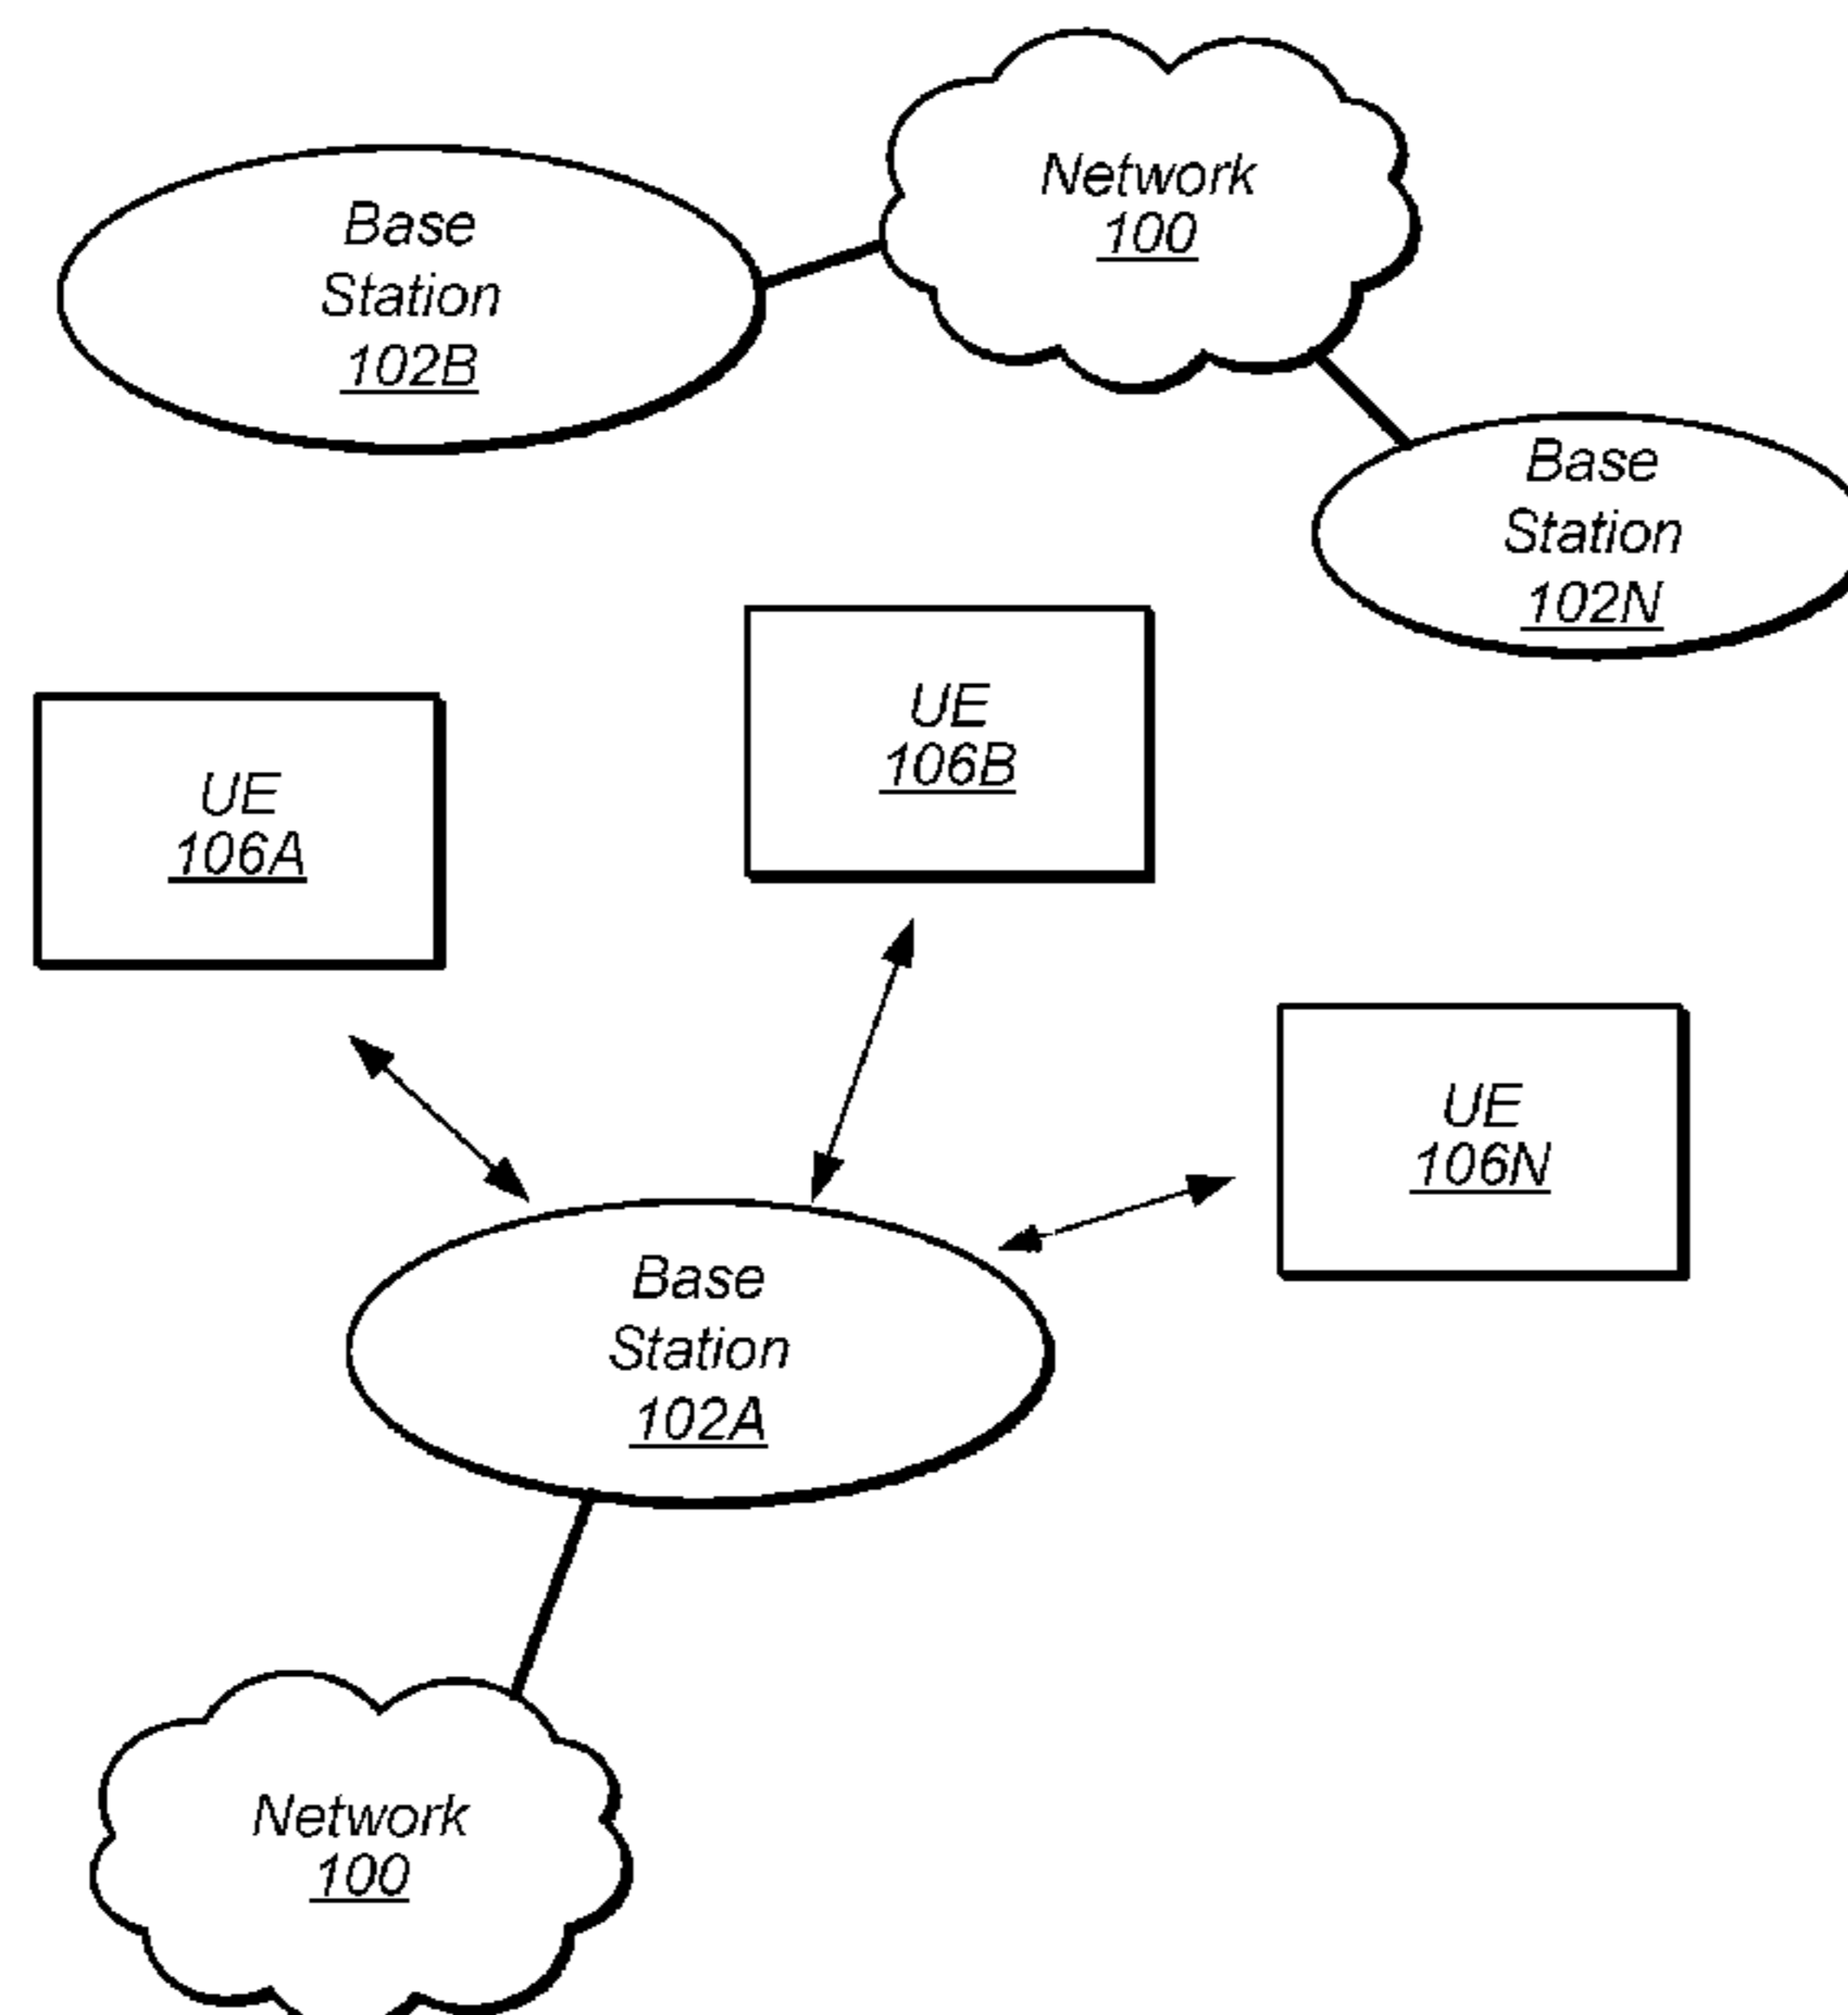 Network
100
Base
Station
102B
Base
Station
102N
UE
106B
UE
106A
UE
106N
Base
Station
102A
Network
100